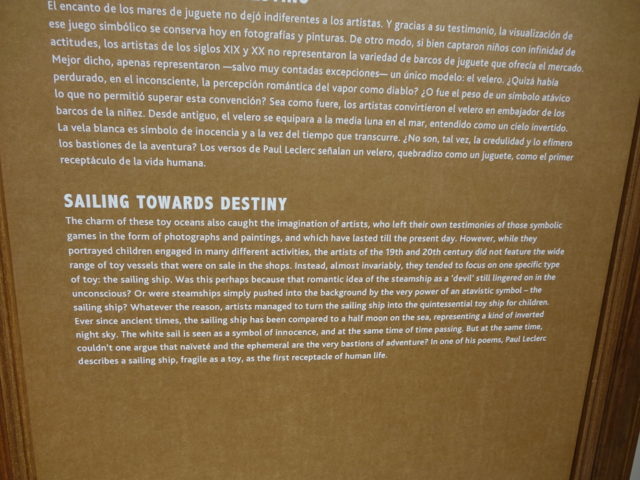 El encanto de los mares de juguete no dejó indiferentes a los artistas. Y gracias a su testimonio, la visualización de
ese juego simbólico se conserva hoy en fotografías y pinturas. De otro modo, si bien captaron niños con infinidad de
actitudes, los artistas de los siglos XIX y XX no representaron la variedad de barcos de juguete que ofrecía el mercado.
Mejor dicho, apenas representaron —salvo muy contadas excepciones— un único modelo: el velero. ¿Quizá había
perdurado, en el inconsciente, la percepción romántica del vapor como diablo? ¿O fue el peso de un símbolo atávico
lo que no permitió superar esta convención? Sea como fuere, los artistas convirtieron el velero en embajador de los
barcos de la niñez. Desde antiguo, el velero se equipara a la media luna en el mar, entendido como un cielo invertido.
La vela blanca es símbolo de inocencia y a la vez del tiempo que transcurre. ¿No son, tal vez, la credulidad y lo efímero
los bastiones de la aventura? Los versos de Paul Leclerc señalan un velero, quebradizo como un juguete, como el primer
receptáculo de la vida humana.
SAILING TOWARDS DESTINY
The charm of these toy oceans also caught the imagination of artists, who left their own testimonies of those symbolic
games in the form of photographs and paintings, and which have lasted till the present day. However, while they
portrayed children engaged in many different activities, the artists of the 19th and 20th century did not feature the wide
range of toy vessels that were on sale in the shops. Instead, almost invariably, they tended to focus on one specific type
of toy: the sailing ship. Was this perhaps because that romantic idea of the steamship as a 'devil' still lingered on in the
unconscious? Or were steamships simply pushed into the background by the very power of an atavistic symbol – the
sailing ship? Whatever the reason, artists managed to turn the sailing ship into the quintessential toy ship for children.
Ever since ancient times, the sailing ship has been compared to a half moon on the sea, representing a kind of inverted
night sky. The white sail is seen as a symbol of innocence, and at the same time of time passing. But at the same time,
couldn't one argue that naïveté and the ephemeral are the very bastions of adventure? In one of his poems, Paul Leclerc
describes a sailing ship, fragile as a toy, as the first receptacle of human life.